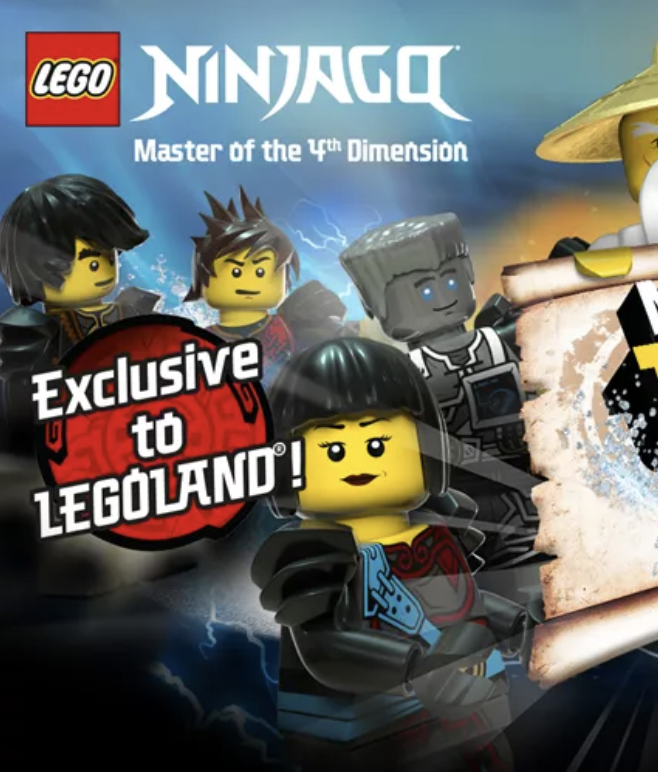 LEGO
NINJAGO
Master of the 4th Dimension
Exclusive
to
LEGOLAND®!